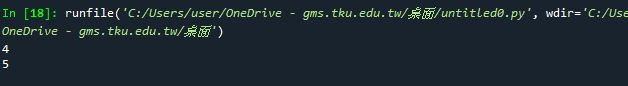 In [18]: runfile('C:/Users/user/OneDrive - gms.tku.edu.tw/桌面/untitled0.py', wdir='C:/Use
OneDrive - gms.tku.edu.tw/桌面')
4
5